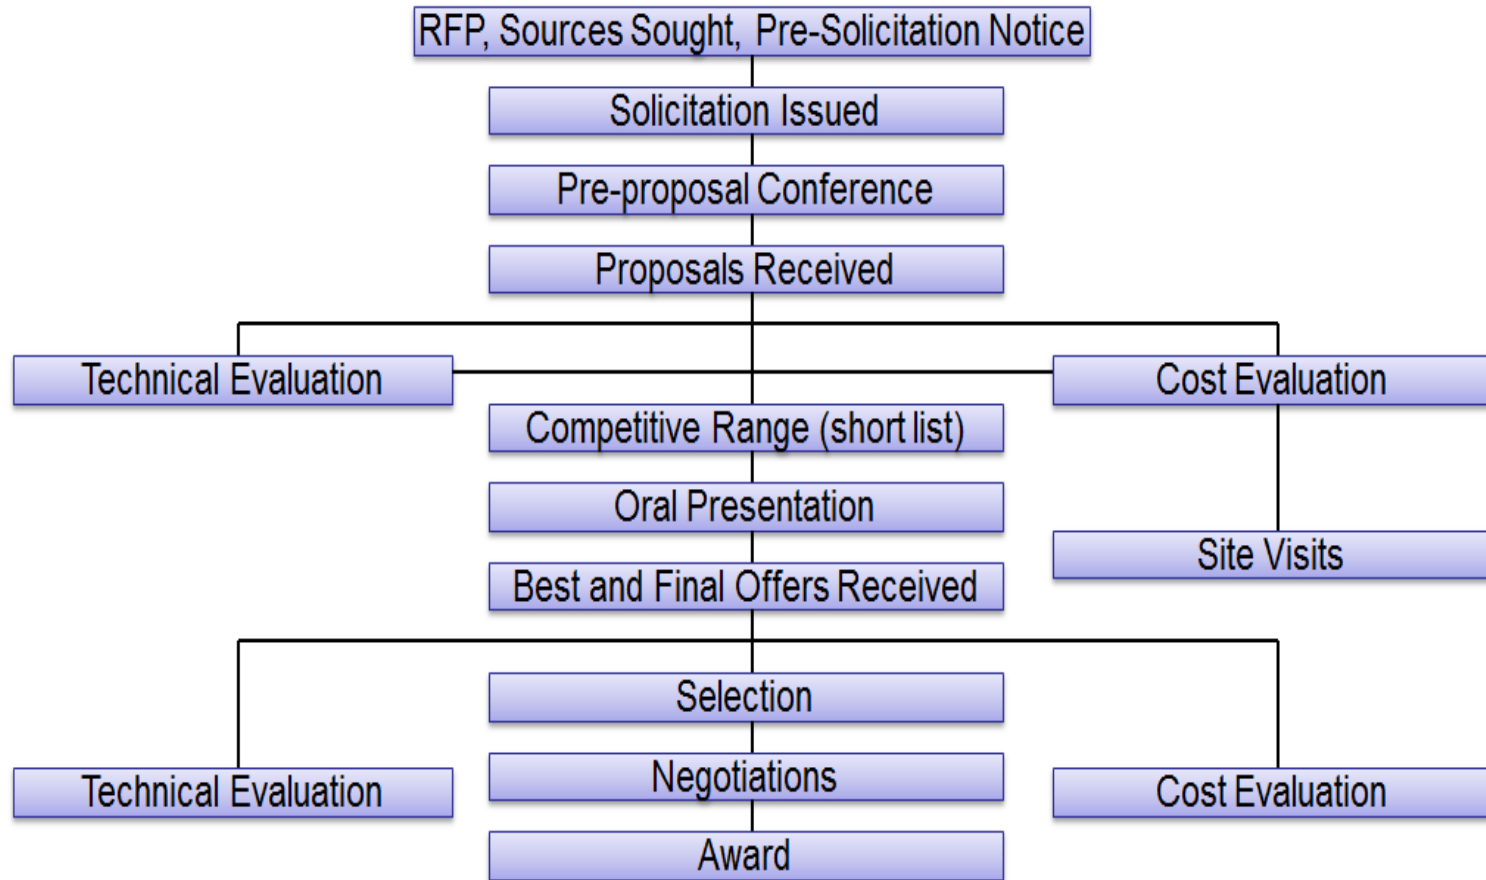 RFP, Sources Sought, Pre-Solicitation Notice
Solicitation Issued
Pre-proposal Conference
Proposals Received
Technical Evaluation
Cost Evaluation
Competitive Range (short list)
Oral Presentation
Site Visits
Best and Final Offers Received
Selection
Negotiations
Technical Evaluation
Cost Evaluation
Award